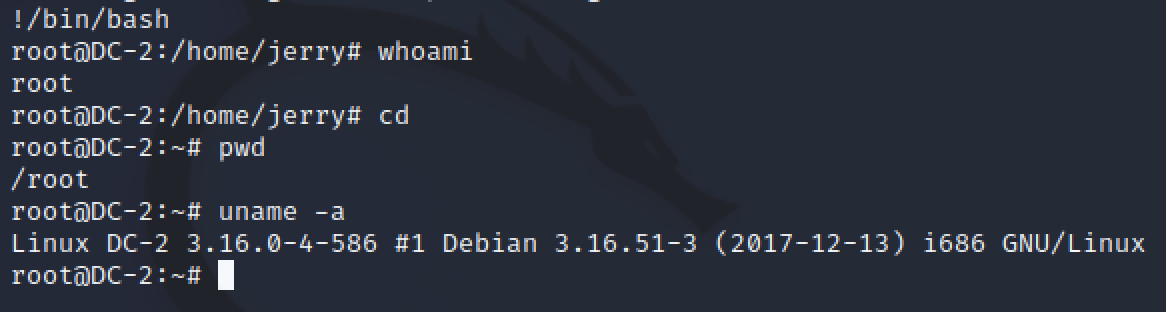 !/bin/bash
root@DC-2:/home/jerry# whoami
root
root@DC-2:/home/jerry# cd
root@DC-2:~# pwd
/root
root@DC-2:~# uname -a
Linux DC-2 3.16.0-4-586 #1 Debian 3.16.51-3 (2017-12-13) i686 GNU/Linux
root@DC-2:~#